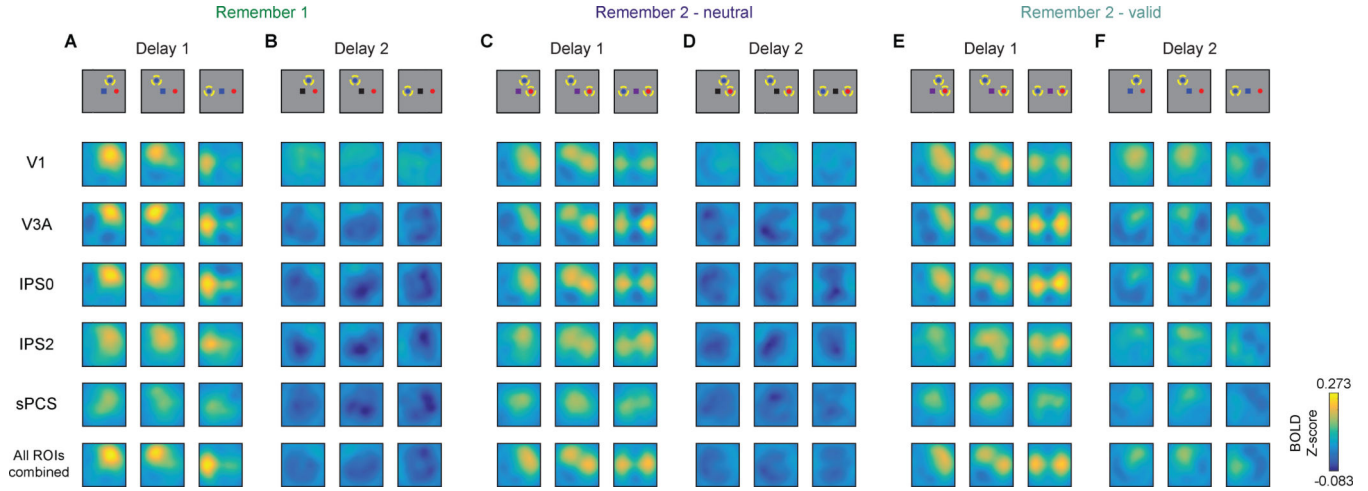 Remember 1
Remember 2 - neutral
Remember 2 - valid
A
Delay 1
B
Delay 2
C
Delay 1
D
Delay 2
E
Delay 1
F
Delay 2
V1
V3A
IPS0
IPS2
sPCS
All ROIs
combined
0.273
BOLD
Z-score
-0.083